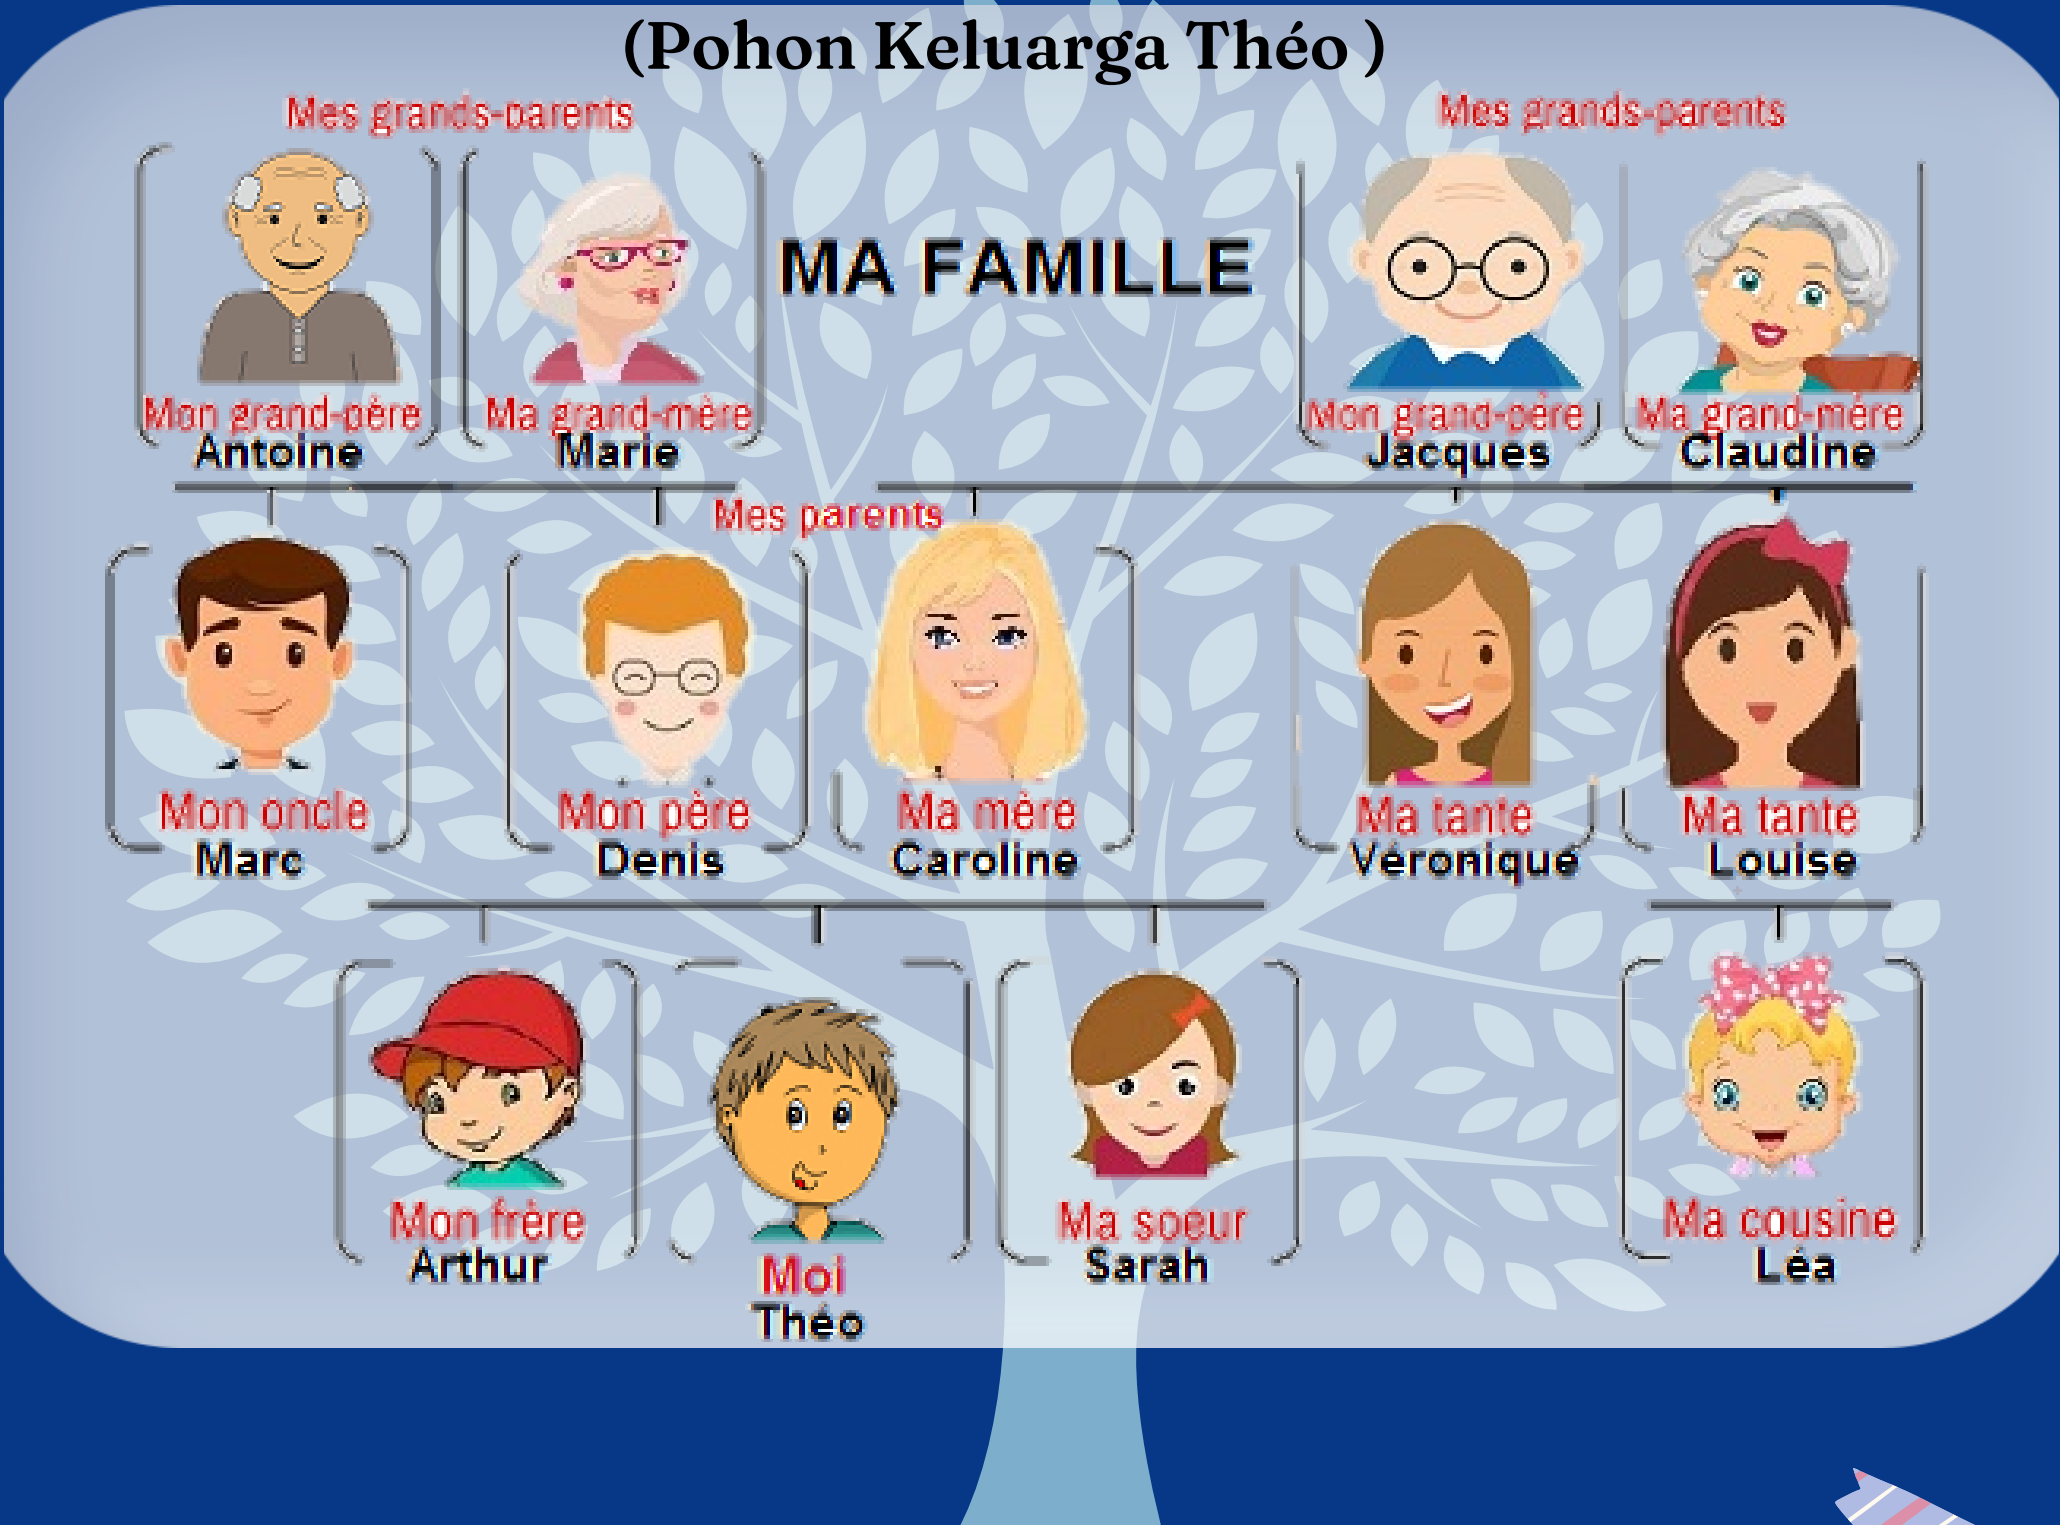 (Pohon Keluarga Théo )
Mes grands-parents
Mes grands-parents
MA FAMILLE
Mon grand-père
Ma grand-mère
Mon grand-père
Ma grand-mère
Antoine
Marie
Jacques
Claudine
Mes parents
Mon oncle
Mon père
Ma mère
Ma tante
Ma tante
Marc
Denis
Caroline
Véronique
Louise
Mon frère
Moi
Ma soeur
Ma cousine
Arthur
Théo
Sarah
Léa